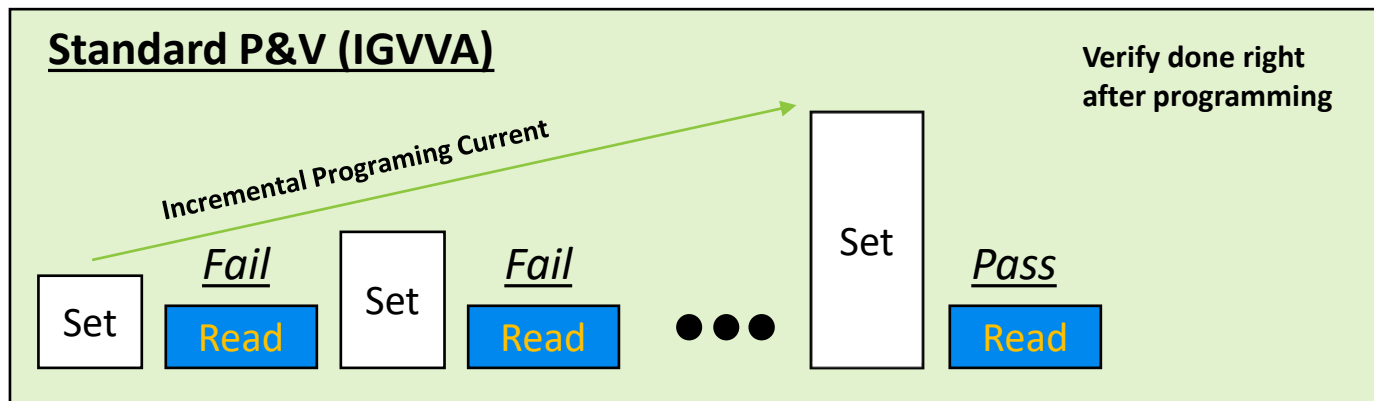 Standard P&V (IGVVA)
Verify done right
after programming
Incremental Programing Current
Fail
Fail
Pass
Set
Read
Set
Read
Set
Read